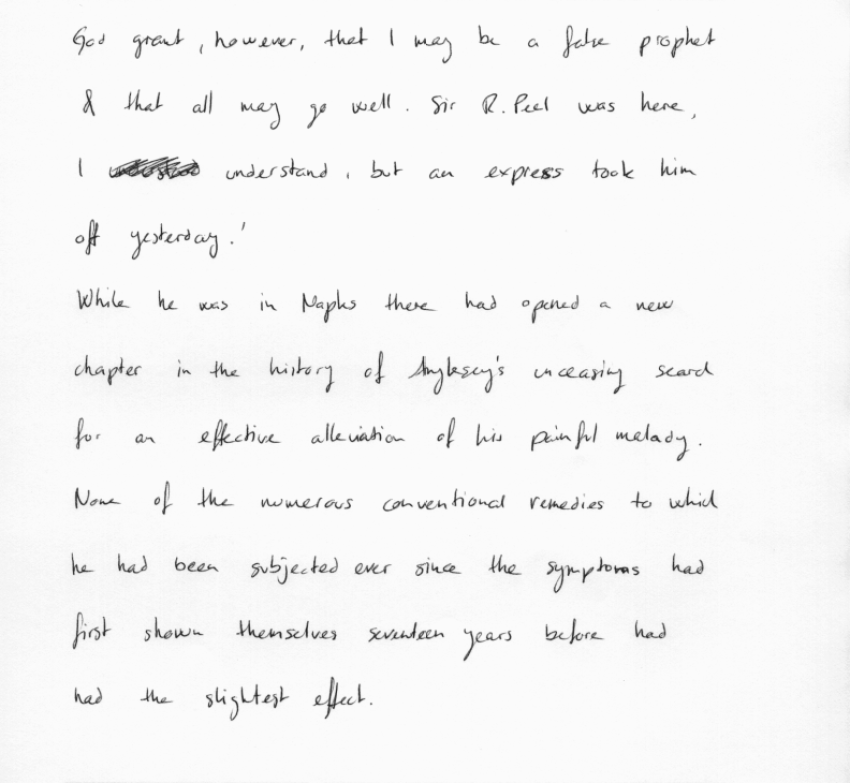 God grant, however, that I may be a false prophet
& that all may go well. Sir R. Peel was here,
I understand, but an express took him
off yesterday.'
While he was in Naples there had opened a new
chapter in the history of Anglesey's unceasing search
for an effective alleviation of his painful melady.
None of the numerous conventional remedies to which
he had been subjected ever since the symptoms had
first shown themselves seventeen years before had
had the slightest effect.